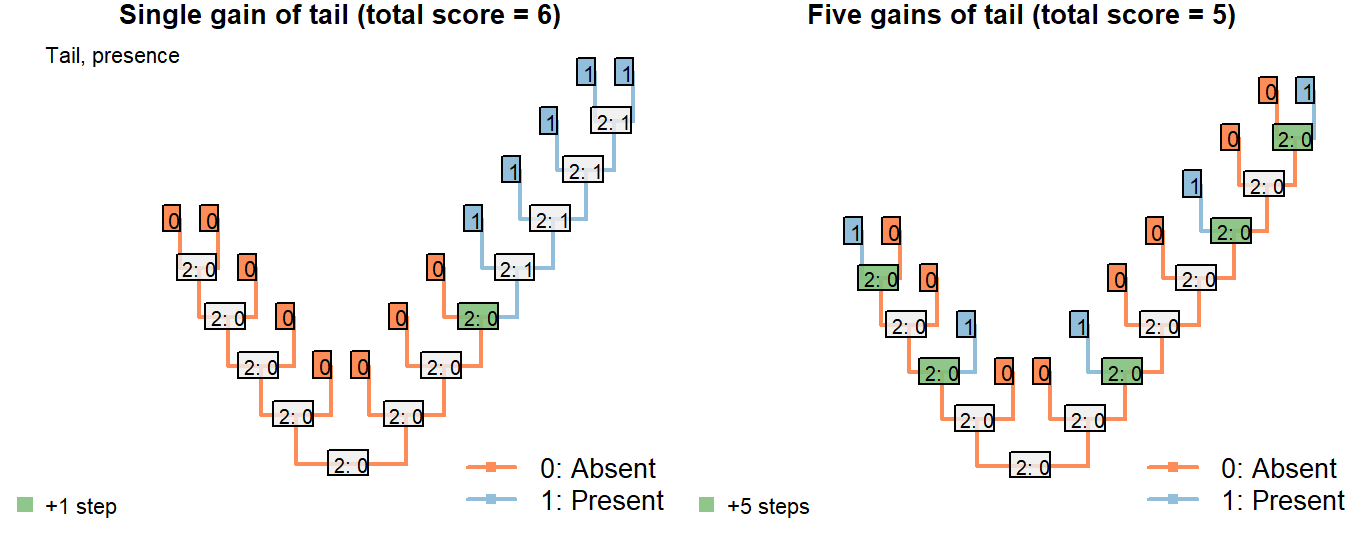 Single gain of tail (total score = 6)
Tail, presence
1 1
1 2: 1
1 2: 1
0 0 1 2: 1
2: 0 0 0 2: 1
2: 0 0 0 2: 0
2: 0 0 0 2: 0
2: 0 2: 0
2: 0
0: Absent
1: Present
+1 step
Five gains of tail (total score = 5)
0 1
0 2: 0
1 2: 0
1 0 0 2: 0
2: 0 0 0 2: 0
2: 0 1 1 2: 0
2: 0 0 0 2: 0
2: 0 2: 0
2: 0
0: Absent
1: Present
+5 steps